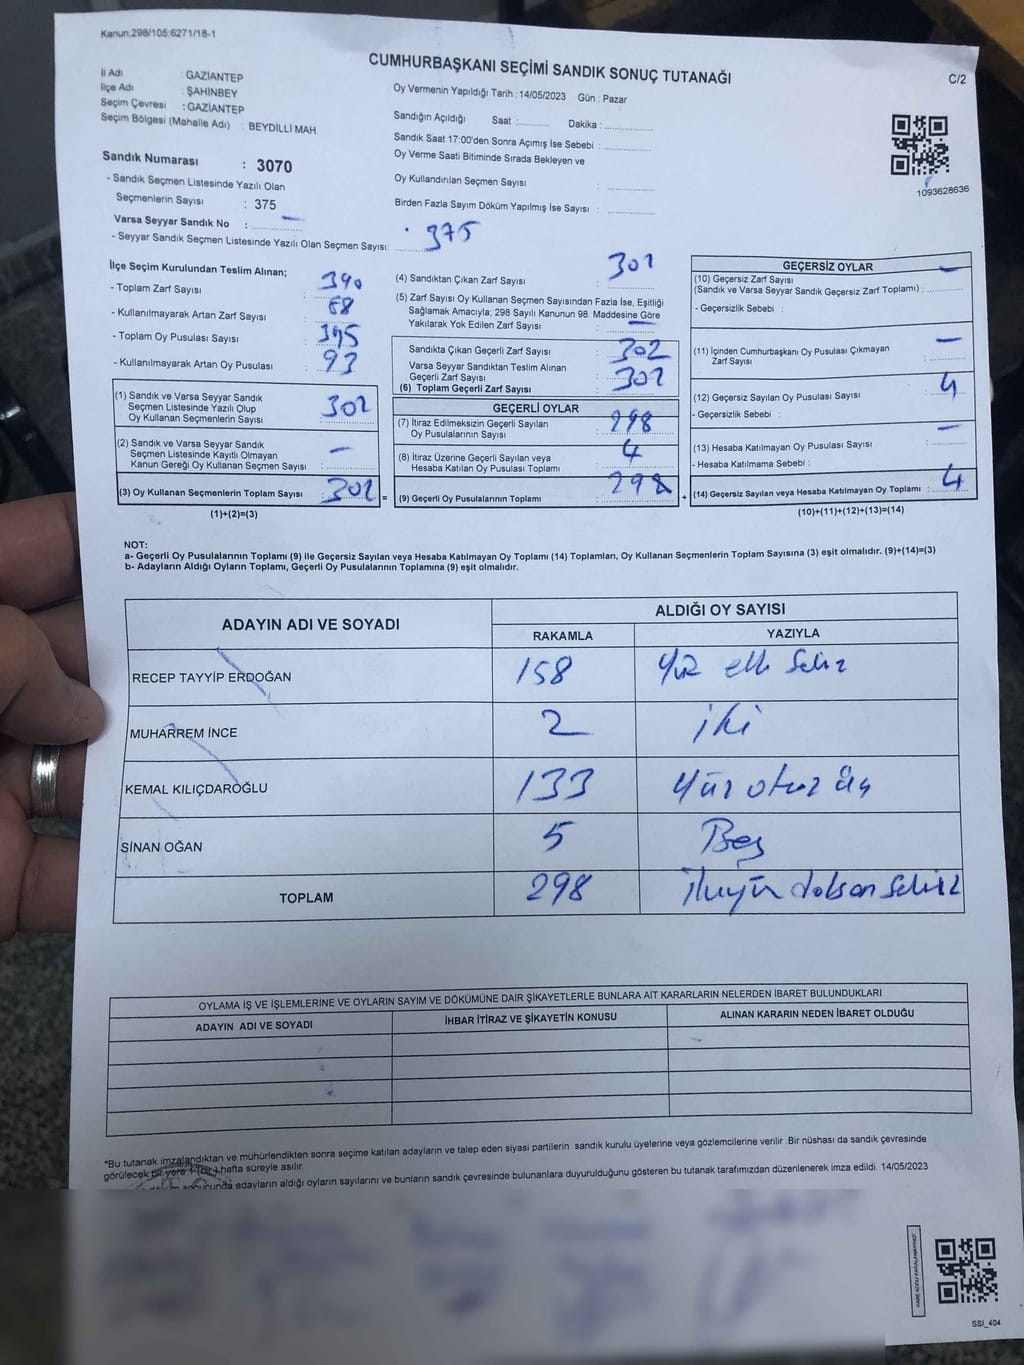 Kanun.298/105;6271/18-1
CUMHURBAŞKANI SEÇİMİ SANDIK SONUÇ TUTANAĞI
C/2
İl Adı : GAZİANTEP
İlçe Adı : ŞAHİNBEY
Seçim Çevresi : GAZİANTEP
Seçim Bölgesi (Mahalle Adı) : BEYDİLLİ MAH.
Oy Vermenin Yapıldığı Tarih : 14/05/2023 Gün : Pazar
Sandığın Açıldığı Saat :.......... Dakika :..............
Sandık Saat 17:00'den Sonra Açımış İse Sebebi :..............
Oy Verme Saati Bitiminde Sırada Bekleyen ve
Oy Kullandırılan Seçmen Sayısı : ..............
Birden Fazla Sayım Döküm Yapılmış İse Sayısı : ..............
1093628636
Sandık Numarası : 3070
- Sandık Seçmen Listesinde Yazılı Olan
Seçmenlerin Sayısı : 375
Varsa Seyyar Sandık No : —
- Seyyar Sandık Seçmen Listesinde Yazılı Olan Seçmen Sayısı: 375
İlçe Seçim Kurulundan Teslim Alınan;
- Toplam Zarf Sayısı : 390
- Kullanılmayarak Artan Zarf Sayısı : 88
- Toplam Oy Pusulası Sayısı : 395
- Kullanılmayarak Artan Oy Pusulası : 93
(1) Sandık ve Varsa Seyyar Sandık
Seçmen Listesinde Yazılı Olup
Oy Kullanan Seçmenlerin Sayısı : 302
(2) Sandık ve Varsa Seyyar Sandık
Seçmen Listesinde Kayıtlı Olmayan
Kanun Gereği Oy Kullanan Seçmen Sayısı : —
(3) Oy Kullanan Seçmenlerin Toplam Sayısı : 302 =
(1)+(2)=(3)
(4) Sandıktan Çıkan Zarf Sayısı : 302
(5) Zarf Sayısı Oy Kullanan Seçmen Sayısından Fazla İse, Eşitliği
Sağlamak Amacıyla; 298 Sayılı Kanunun 98. Maddesine Göre
Yakılarak Yok Edilen Zarf Sayısı : —
Sandıkta Çıkan Geçerli Zarf Sayısı : 302
Varsa Seyyar Sandıktan Teslim Alınan
Geçerli Zarf Sayısı :
(6) Toplam Geçerli Zarf Sayısı : 302
GEÇERLİ OYLAR
(7) İtiraz Edilmeksizin Geçerli Sayılan
Oy Pusulalarının Sayısı : 298
(8) İtiraz Üzerine Geçerli Sayılan veya
Hesaba Katılan Oy Pusulası Toplamı : 4
(9) Geçerli Oy Pusulalarının Toplamı : 298 +
GEÇERSİZ OYLAR
(10) Geçersiz Zarf Sayısı —
(Sandık ve Varsa Seyyar Sandık Geçersiz Zarf Toplamı) :
- Geçersizlik Sebebi :
(11) İçinden Cumhurbaşkanı Oy Pusulası Çıkmayan —
Zarf Sayısı :
(12) Geçersiz Sayılan Oy Pusulası Sayısı : 4
- Geçersizlik Sebebi :
(13) Hesaba Katılmayan Oy Pusulası Sayısı : —
- Hesaba Katılmama Sebebi :
(14) Geçersiz Sayılan veya Hesaba Katılmayan Oy Toplamı : 4
(10)+(11)+(12)+(13)=(14)
NOT:
a- Geçerli Oy Pusulalarının Toplamı (9) ile Geçersiz Sayılan veya Hesaba Katılmayan Oy Toplamı (14) Toplamları, Oy Kullanan Seçmenlerin Toplam Sayısına (3) eşit olmalıdır. (9)+(14)=(3)
b- Adayların Aldığı Oyların Toplamı, Geçerli Oy Pusulalarının Toplamına (9) eşit olmalıdır.
ADAYIN ADI VE SOYADI ALDIĞI OY SAYISI
RAKAMLA YAZIYLA
RECEP TAYYİP ERDOĞAN 158 Yüz elli Sekiz
MUHARREM İNCE 2 iki
KEMAL KILIÇDAROĞLU 133 Yüz otuz üç
SİNAN OĞAN 5 Beş
TOPLAM 298 ikiyüz doksan Sekiz
OYLAMA İŞ VE İŞLEMLERİNE VE OYLARIN SAYIM VE DÖKÜMÜNE DAİR ŞİKAYETLERLE BUNLARA AİT KARARLARIN NELERDEN İBARET BULUNDUKLARI
ADAYIN ADI VE SOYADI İHBAR İTİRAZ VE ŞİKAYETİN KONUSU ALINAN KARARIN NEDEN İBARET OLDUĞU
*Bu tutanak imzalandıktan ve mühürlendikten sonra seçime katılan adayların ve talep eden siyasi partilerin sandık kurulu üyelerine veya gözlemcilerine verilir .Bir nüshası da sandık çevresinde
görülecek bir yere 1 (bir) hafta süreyle asılır.
döküm sonucunda adayların aldığı oyların sayılarını ve bunların sandık çevresinde bulunanlara duyurulduğunu gösteren bu tutanak tarafımızdan düzenlenerek imza edildi. 14/05/2023
SSI_404